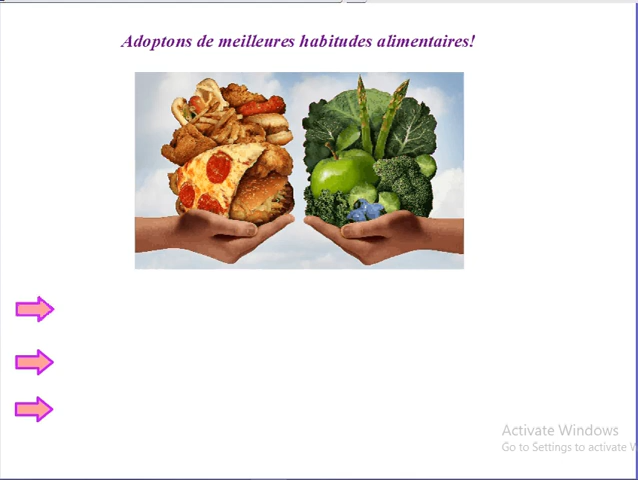 Adoptons de meilleures habitudes alimentaires!
Activate Windows
Go to Settings to activate W